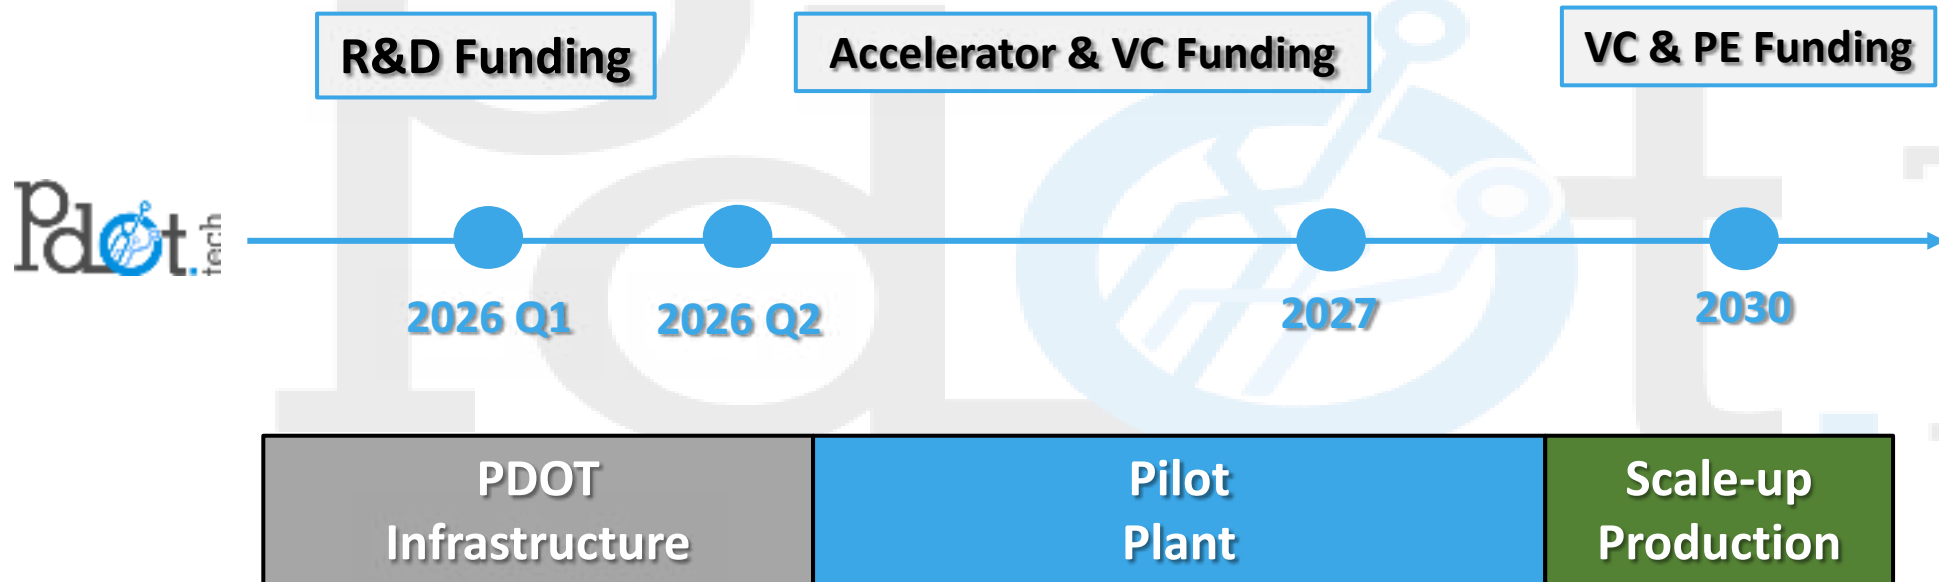 R&D Funding
Accelerator & VC Funding
VC & PE Funding
Pdot.tech
2026 Q1
2026 Q2
2027
2030
PDOT
Infrastructure
Pilot
Plant
Scale-up
Production